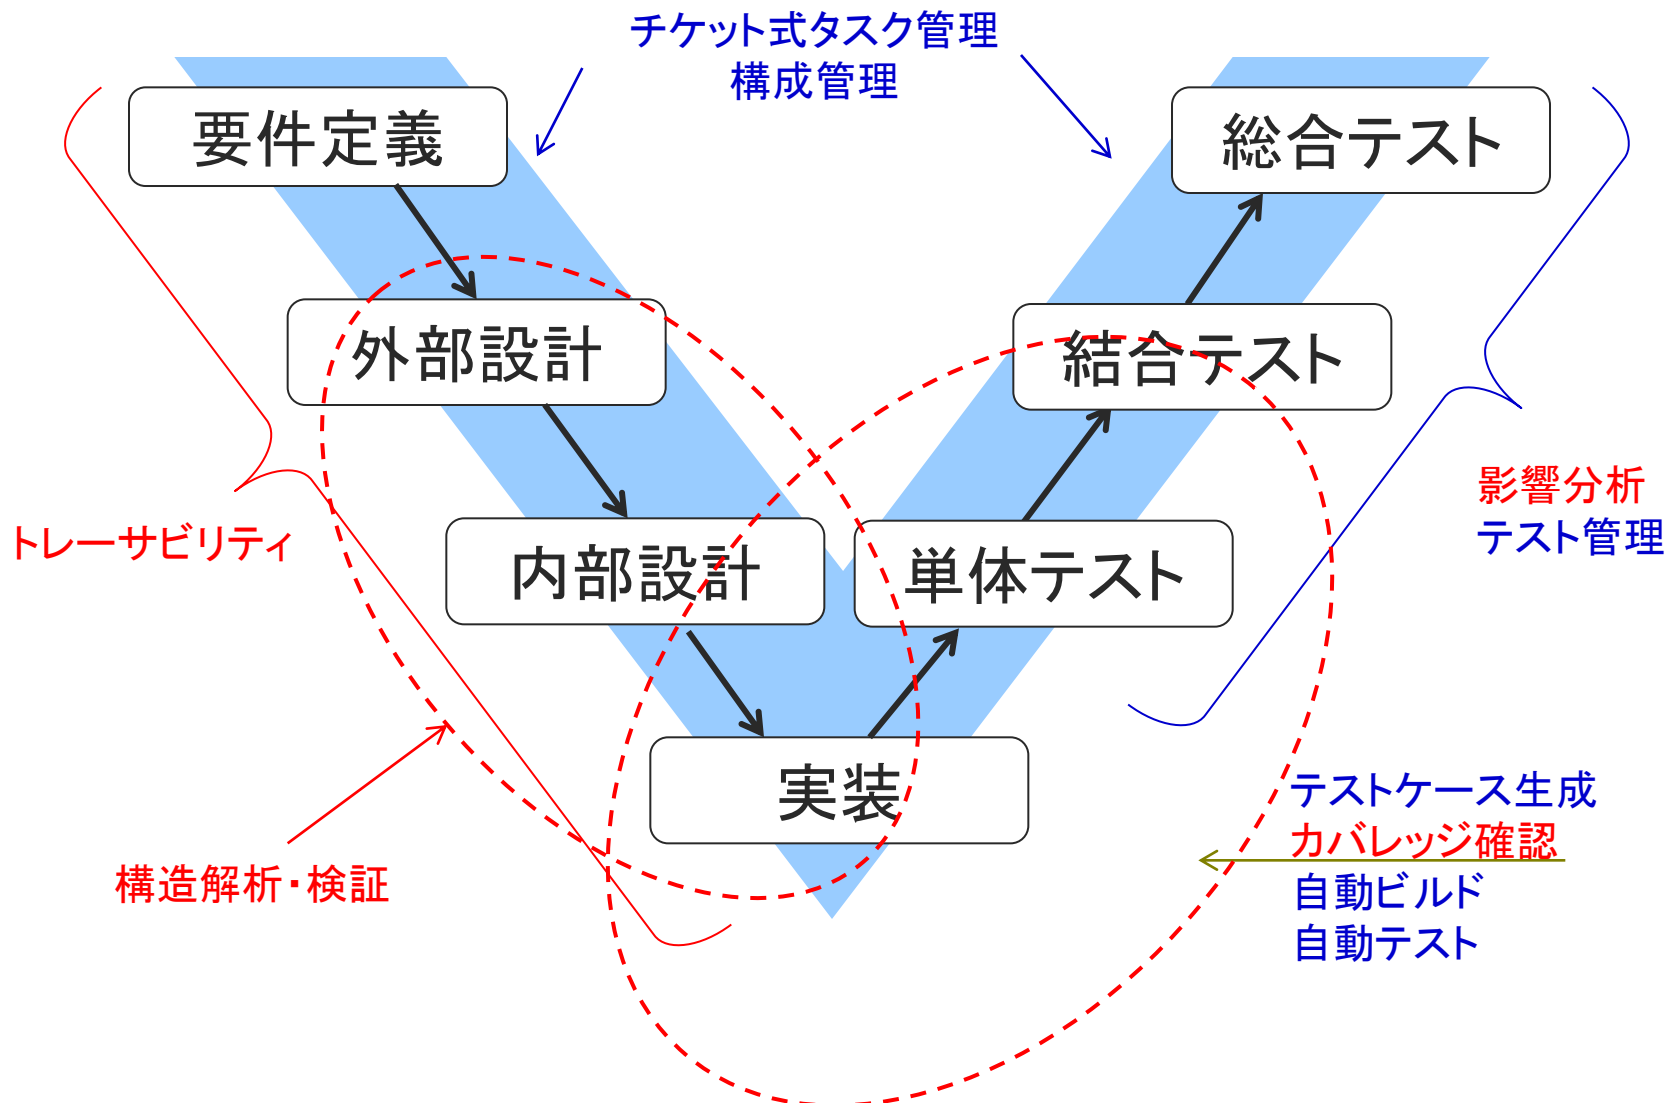 チケット式タスク管理
構成管理
要件定義
総合テスト
外部設計
結合テスト
影響分析
テスト管理
トレーサビリティ
内部設計
単体テスト
実装
テストケース生成
カバレッジ確認
自動ビルド
自動テスト
構造解析・検証